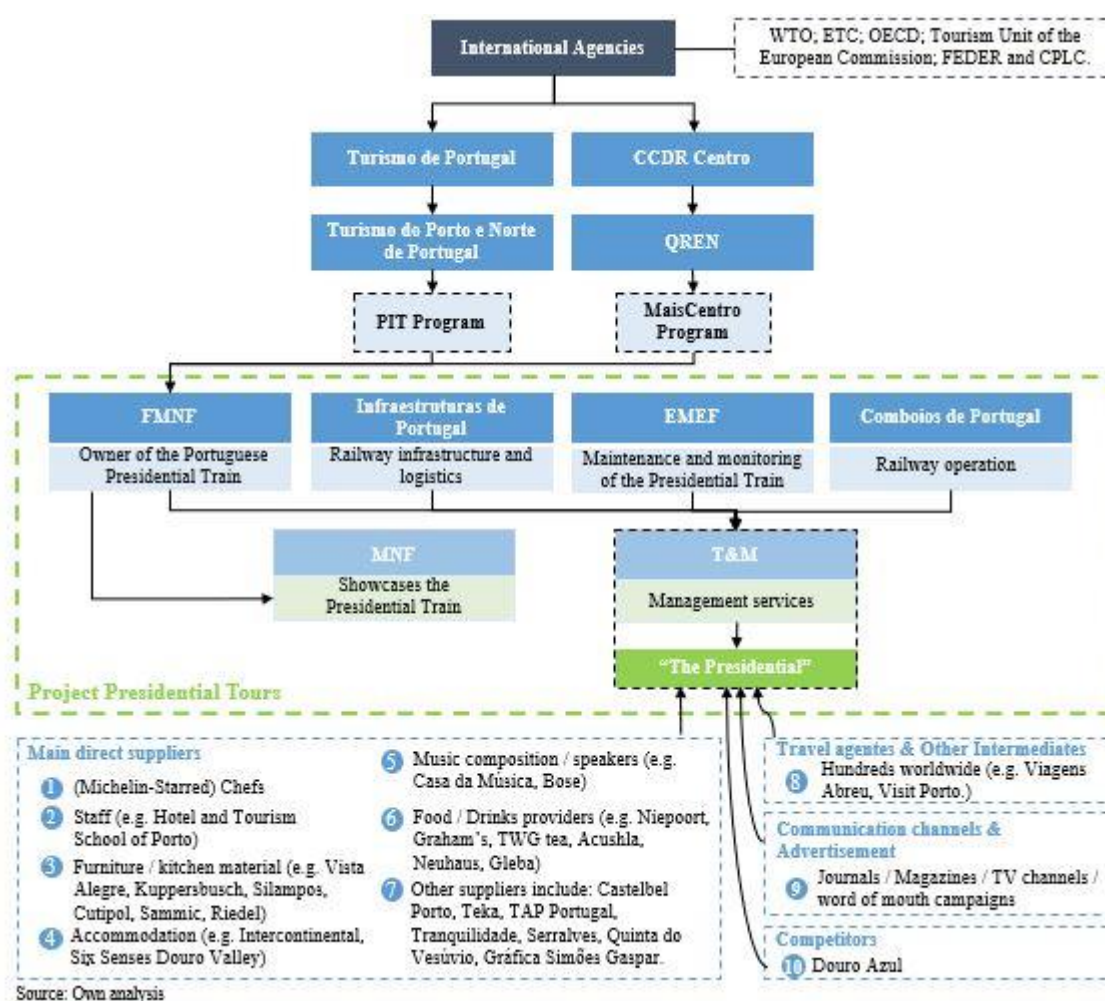 International Agencies
WTO; ETC; OECD; Tourism Unit of the
European Commission; FEDER and CPLC.
Turismo de Portugal
CCDR Centro
Turismo do Porto e Norte
de Portugal
QREN
PIT Program
MaisCentro
Program
FMNF
Owner of the Portuguese
Presidential Train
Infraestruturas de
Portugal
Railway infrastructure and
logistics
EMEF
Maintenance and monitoring
of the Presidential Train
Comboios de Portugal
Railway operation
MNF
Showcases the
Presidential Train
T&M
Management services
"The Presidential"
Project Presidential Tours
Main direct suppliers
1 (Michelin-Starred) Chefs
2 Staff (e.g. Hotel and Tourism
School of Porto)
3 Furniture / kitchen material (e.g. Vista
Alegre, Kuppersbusch, Silampos,
Cutipol, Sammic, Riedel)
4 Accommodation (e.g. Intercontinental,
Six Senses Douro Valley)
5 Music composition / speakers (e.g.
Casa da Música, Bose)
6 Food / Drinks providers (e.g. Niepoort,
Graham's, TWG tea, Acushla,
Neuhaus, Gleba)
7 Other suppliers include: Castelbel
Porto, Teka, TAP Portugal,
Tranquilidade, Serralves, Quinta do
Vesúvio, Gráfica Simões Gaspar.
Travel agentes & Other Intermediates
8 Hundreds worldwide (e.g. Viagens
Abreu, Visit Porto.)
Communication channels &
Advertisement
9 Journals / Magazines / TV channels /
word of mouth campaigns
Competitors
10 Douro Azul
Source: Own analysis